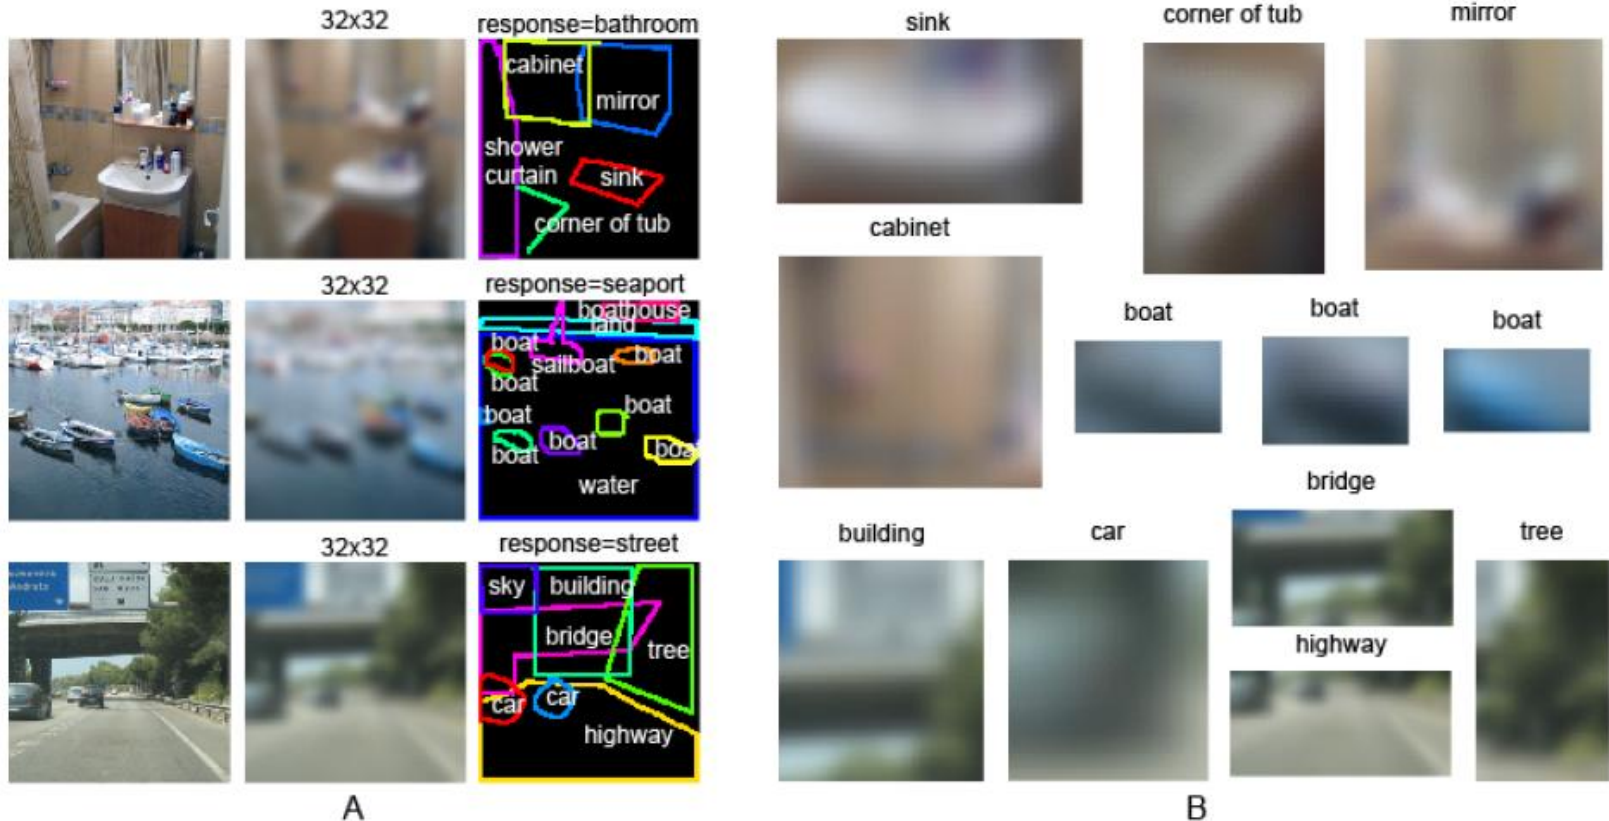 32x32
response=bathroom
cabinet
mirror
shower
curtain
sink
corner of tub
32x32
response=seaport
boathouse
land
boat
sailboat
boat
boat
boat
boat
boat
boat
boat
water
32x32
response=street
sky
building
bridge
tree
car
car
highway
A
sink
corner of tub
mirror
cabinet
boat
boat
boat
bridge
building
car
tree
highway
B